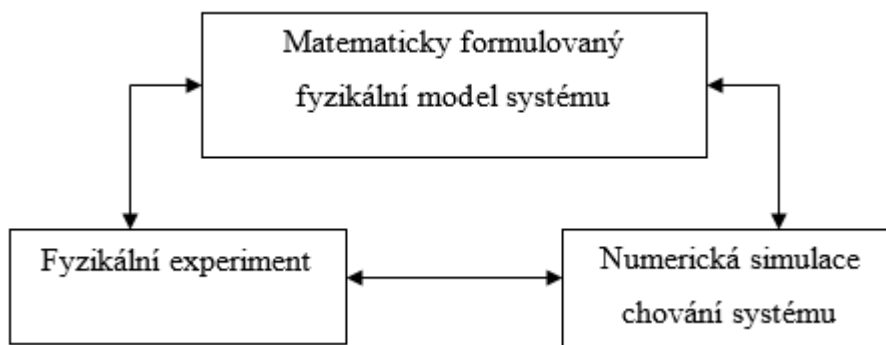 Matematicky formulovaný
fyzikální model systému
Fyzikální experiment
Numerická simulace
chování systému